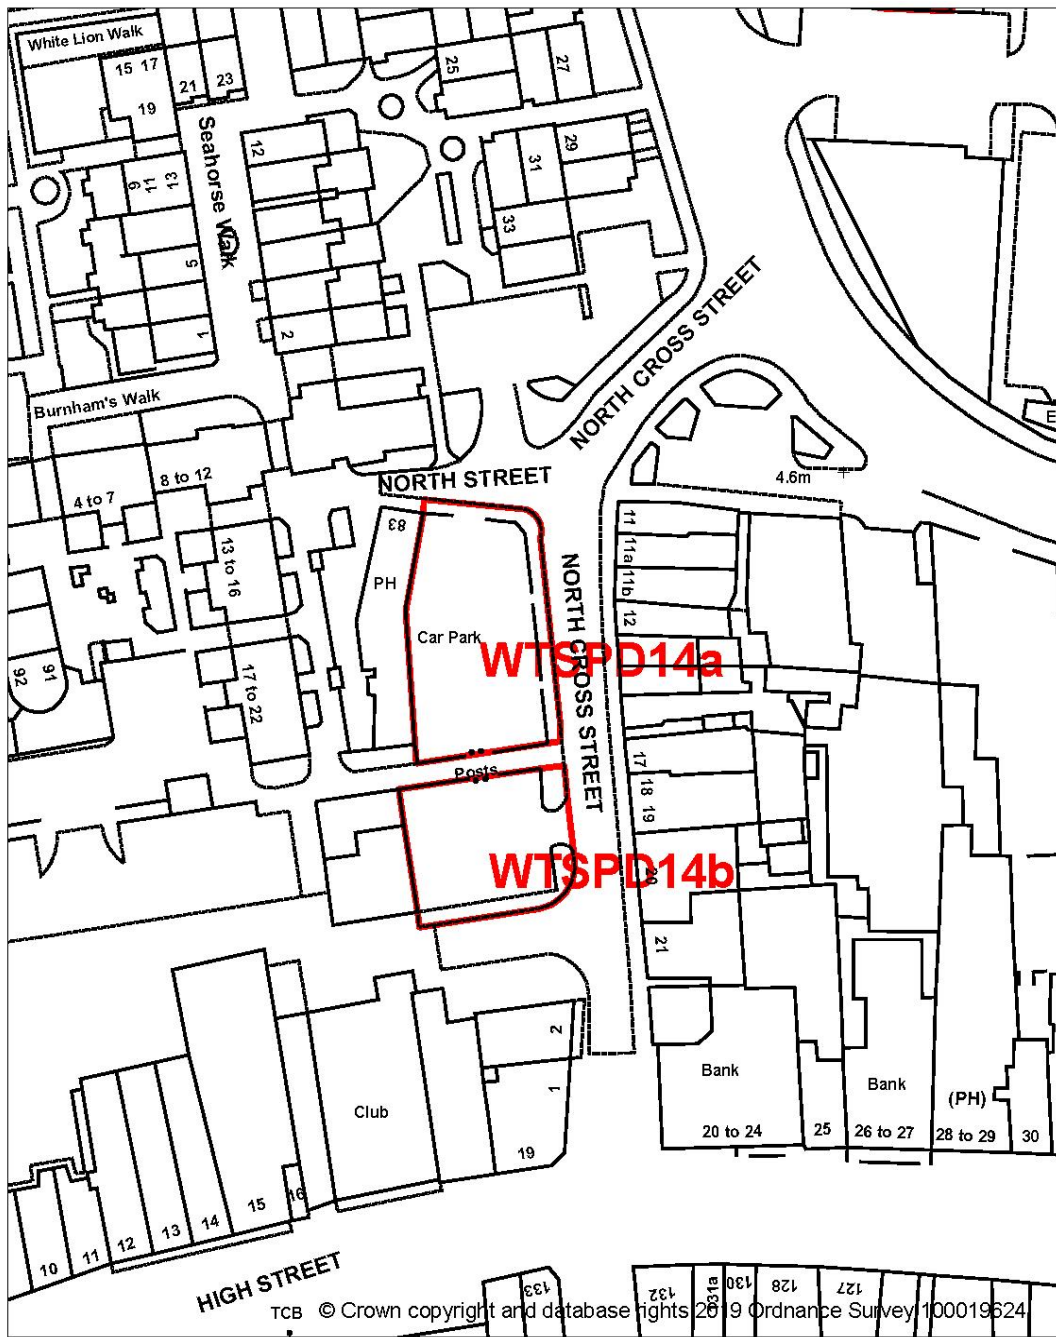 White Lion Walk
15 17
21
23
19
25
27
Seahorse Walk
12
29
31
9
11
13
33
5
1
2
NORTH CROSS STREET
Burnham's Walk
NORTH CROSS STREET
8 to 12
4 to 7
NORTH STREET
4.6m
E
83
11
11a
11b
12
13 to 16
PH
Car Park
NORTH CROSS STREET
WTSPD14a
92
91
17 to 22
Posts
17
18
19
WTSPD14b
20
21
2
1
19
Club
Bank
Bank
(PH)
20 to 24
25
26 to 27
28 to 29
30
10
11
12
13
14
15
16
HIGH STREET
133
132
131a
130
128
127
TCB © Crown copyright and database rights 2019 Ordnance Survey 100019624